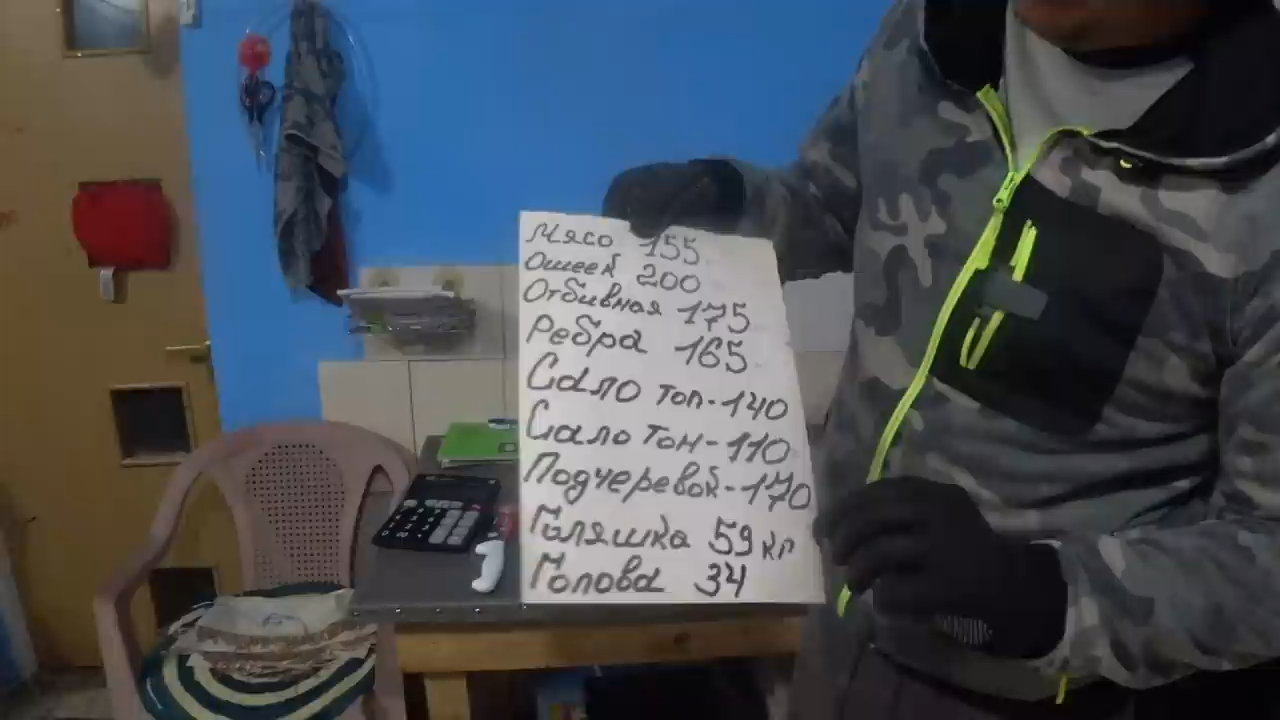 Мясо 155
Ошеек 200
Отбивная 175
Ребра 165
Сало топ-140
Сало тон-110
Подчеревок-170
Голяшка 59 кг
Голова 34